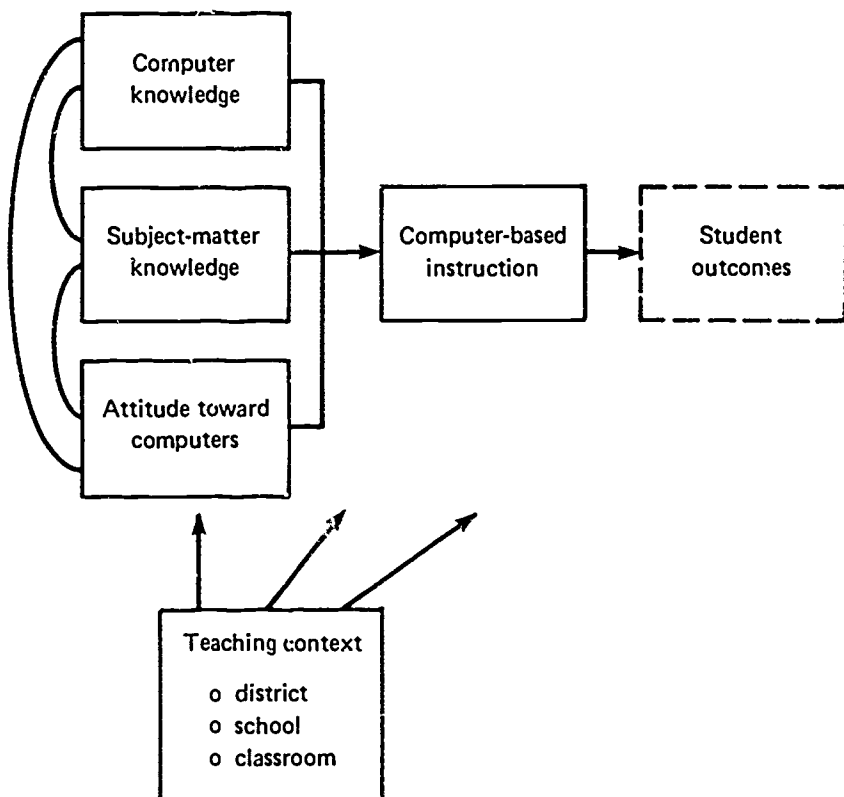 Computer
knowledge
Subject-matter
knowledge
Computer-based
instruction
Student
outcomes
Attitude toward
computers
Teaching context
o district
o school
o classroom